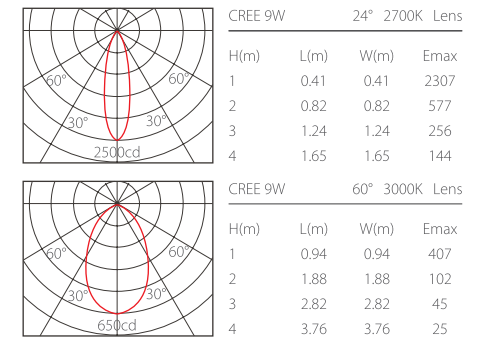 60° 60°
30° 30°
2500cd
CREE 9W 24° 2700K Lens
H(m) L(m) W(m) Emax
1 0.41 0.41 2307
2 0.82 0.82 577
3 1.24 1.24 256
4 1.65 1.65 144
60° 60°
30° 30°
650cd
CREE 9W 60° 3000K Lens
H(m) L(m) W(m) Emax
1 0.94 0.94 407
2 1.88 1.88 102
3 2.82 2.82 45
4 3.76 3.76 25